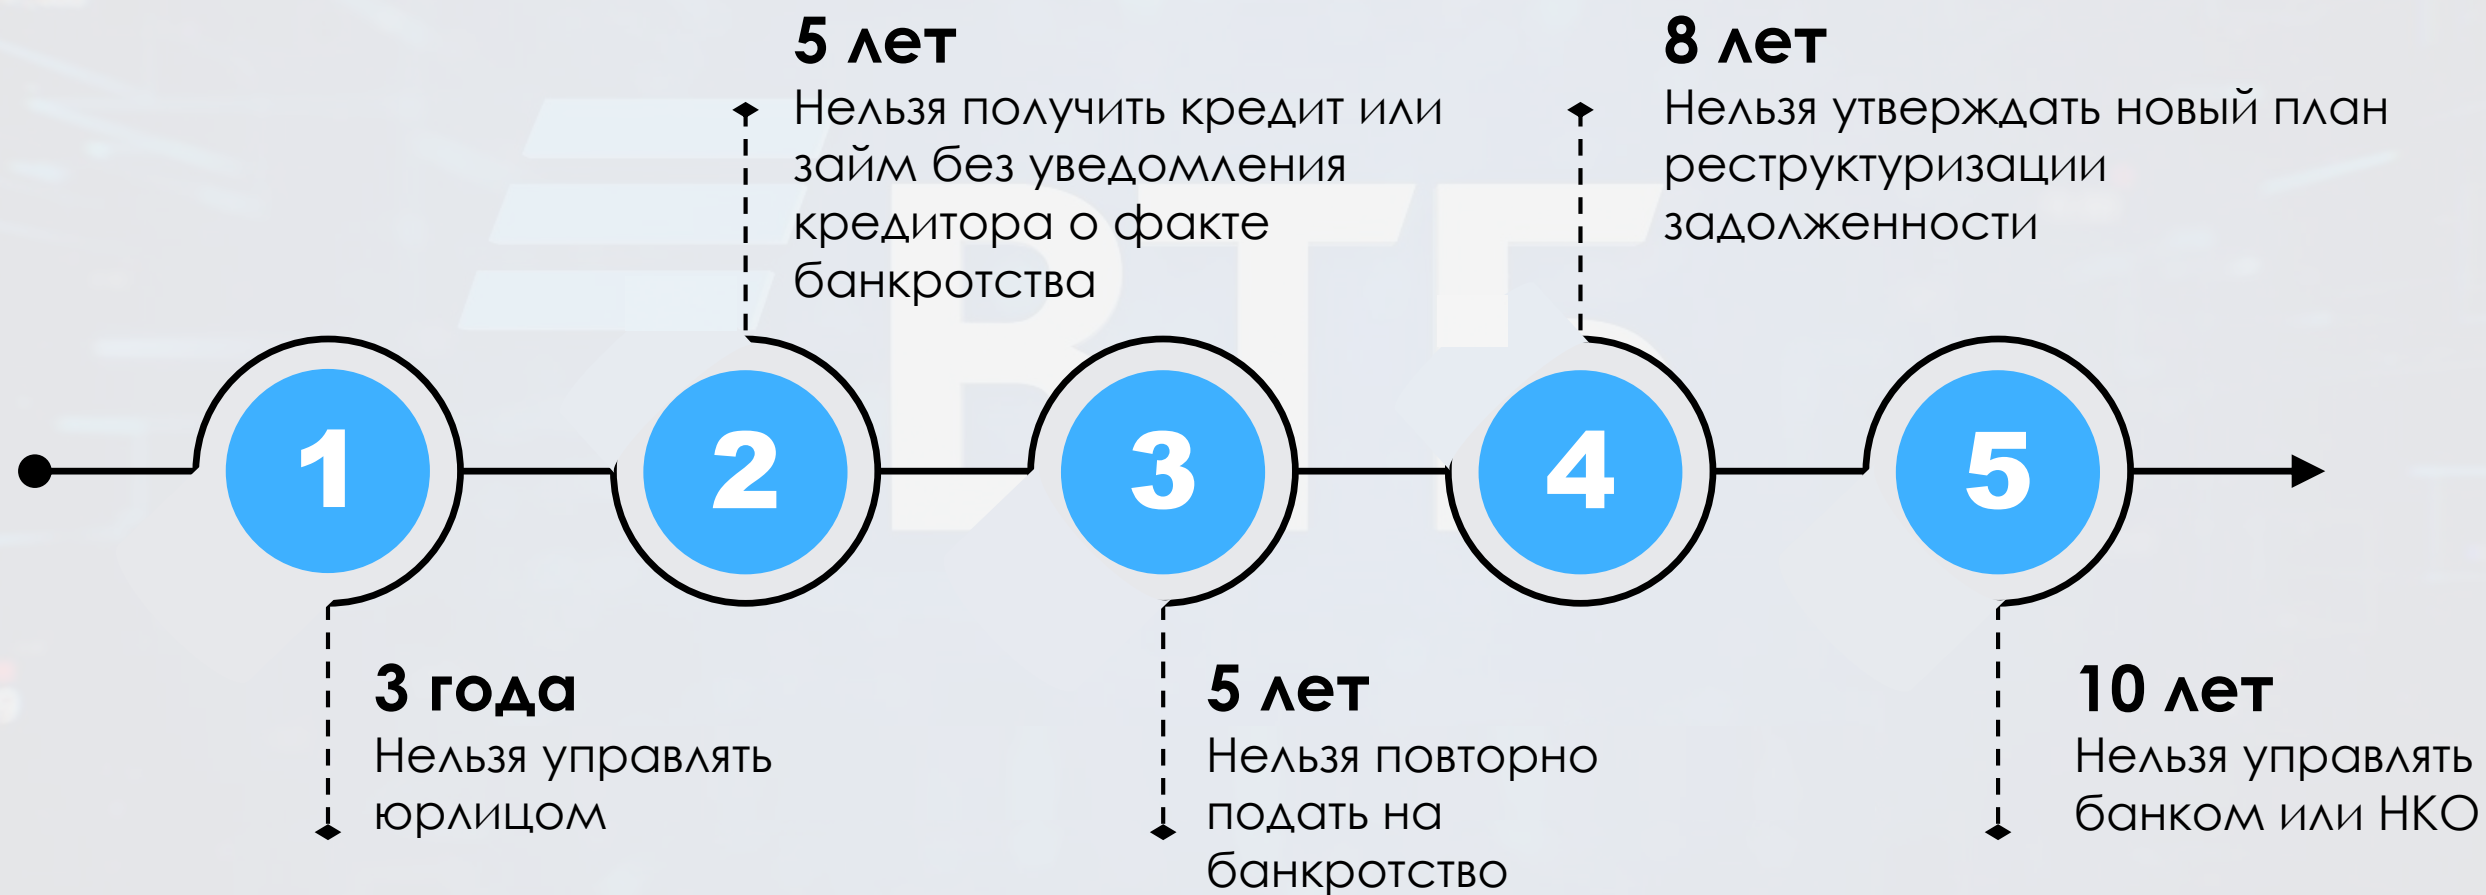 5 лет
Нельзя получить кредит или
займ без уведомления
кредитора о факте
банкротства
8 лет
Нельзя утверждать новый план
реструктуризации
задолженности
ВТБ
1
2
3
4
5
3 года
Нельзя управлять
юрлицом
5 лет
Нельзя повторно
подать на
банкротство
10 лет
Нельзя управлять
банком или НКО